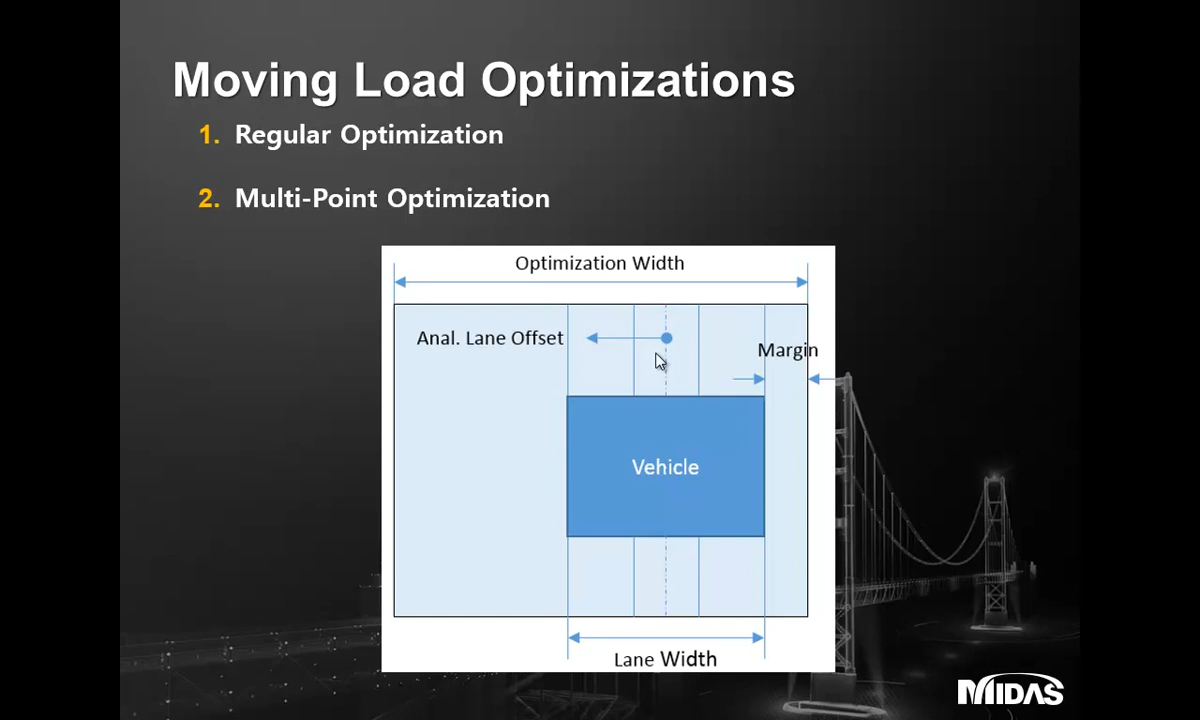 Moving Load Optimizations
1. Regular Optimization
2. Multi-Point Optimization
Optimization Width
Anal. Lane Offset
Margin
Vehicle
Lane Width
MIDAS